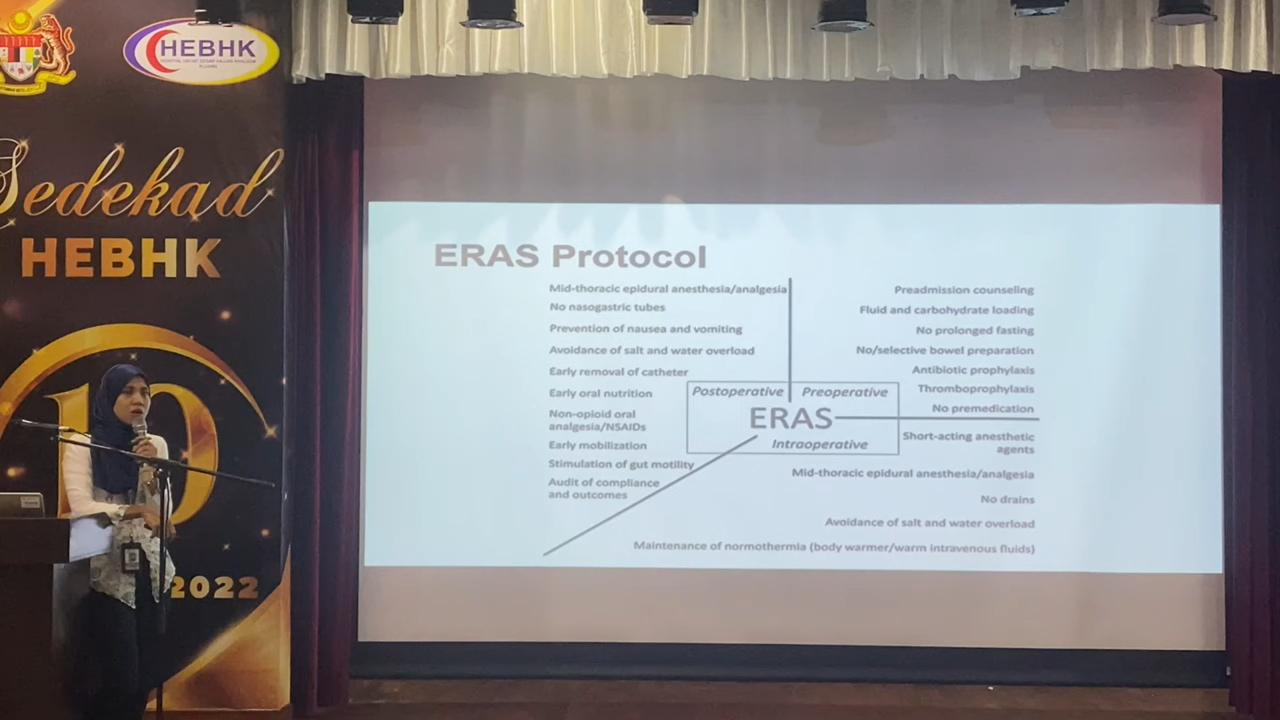 HEBHK
Sedekad
HEBHK
10
2022
ERAS Protocol
Mid-thoracic epidural anesthesia/analgesia
No nasogastric tubes
Prevention of nausea and vomiting
Avoidance of salt and water overload
Early removal of catheter
Early oral nutrition
Non-opioid oral
analgesia/NSAIDs
Early mobilization
Stimulation of gut motility
Audit of compliance
and outcomes
Preadmission counseling
Fluid and carbohydrate loading
No prolonged fasting
No/selective bowel preparation
Antibiotic prophylaxis
Thromboprophylaxis
No premedication
Postoperative
Preoperative
ERAS
Intraoperative
Short-acting anesthetic
agents
Mid-thoracic epidural anesthesia/analgesia
No drains
Avoidance of salt and water overload
Maintenance of normothermia (body warmer/warm intravenous fluids)